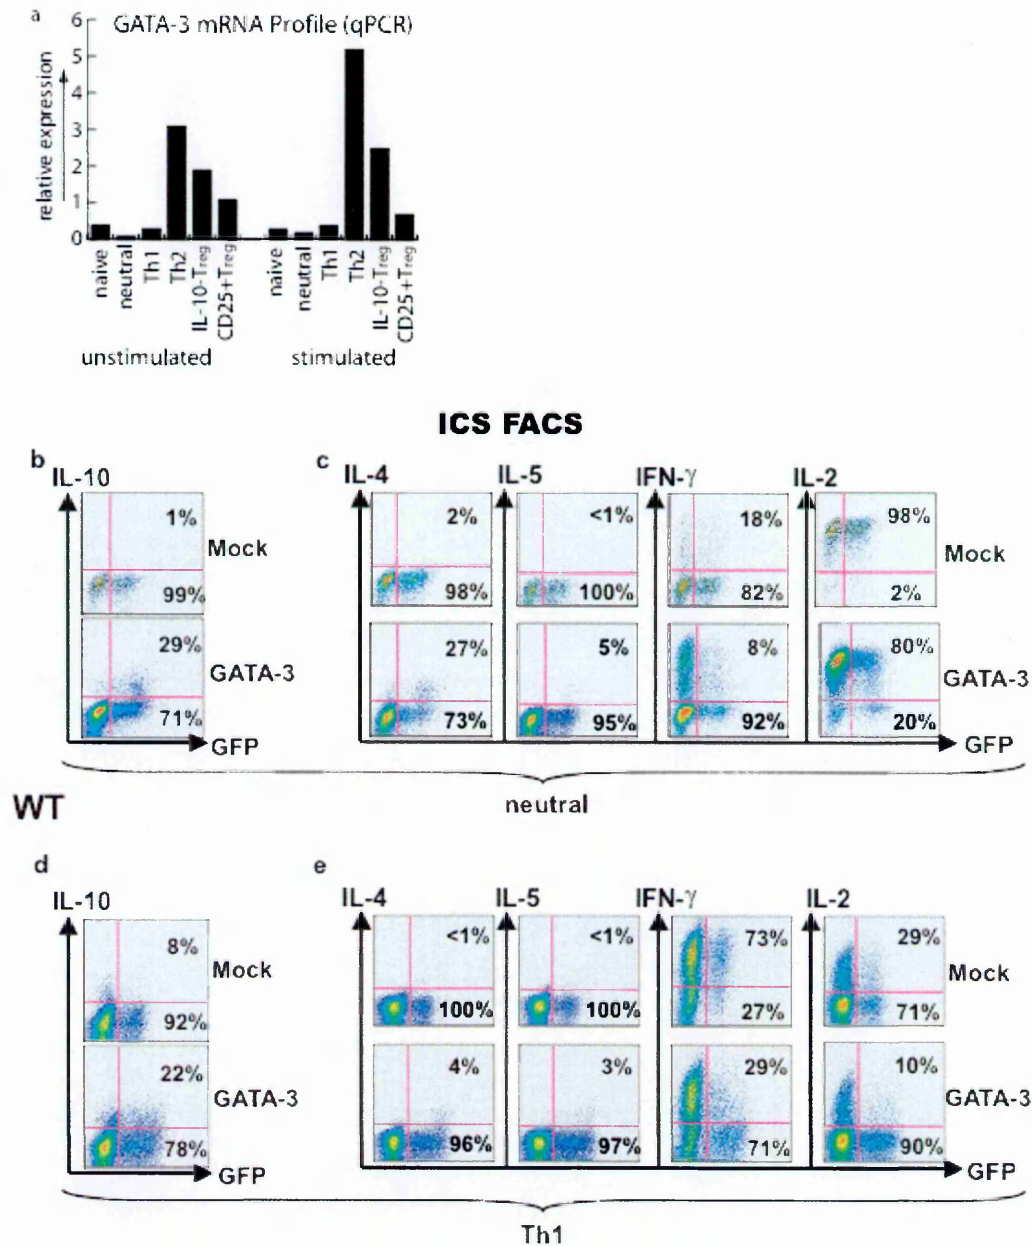 a
GATA-3 mRNA Profile (qPCR)
relative expression
6
5
4
3
2
1
0
naive
neutral
Th1
Th2
IL-10-Treg
CD25+Treg
naive
neutral
Th1
Th2
IL-10-Treg
CD25+Treg
unstimulated stimulated
ICS FACS
b
IL-10
c
IL-4 IL-5 IFN-γ IL-2
1%
Mock
99%
29%
GATA-3
71%
GFP
2% <1% 18% 98%
Mock
98% 100% 82% 2%
27% 5% 8% 80%
GATA-3
73% 95% 92% 20%
GFP
neutral
WT
d
IL-10
e
IL-4 IL-5 IFN-γ IL-2
8%
Mock
92%
22%
GATA-3
78%
GFP
<1% <1% 73% 29%
Mock
100% 100% 27% 71%
4% 3% 29% 10%
GATA-3
96% 97% 71% 90%
GFP
Th1